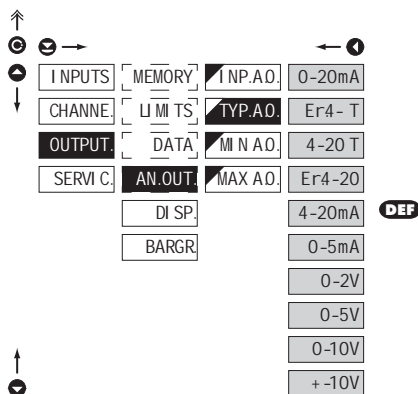 INPUTS MEMORY INP.A.O. 0-20mA
CHANNE. LIMITS TYP.A.O. Er4-T
OUTPUT. DATA MIN A.O. 4-20 T
SERVIC. AN.OUT. MAX A.O. Er4-20
DISP. 4-20mA DEF
BARGR. 0-5mA
0-2V
0-5V
0-10V
+-10V